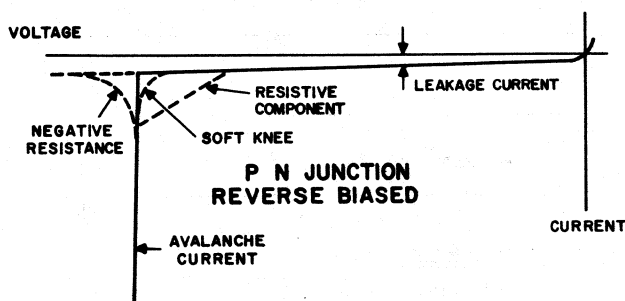 VOLTAGE
LEAKAGE CURRENT
RESISTIVE
COMPONENT
NEGATIVE
RESISTANCE
SOFT KNEE
P N JUNCTION
REVERSE BIASED
CURRENT
AVALANCHE
CURRENT